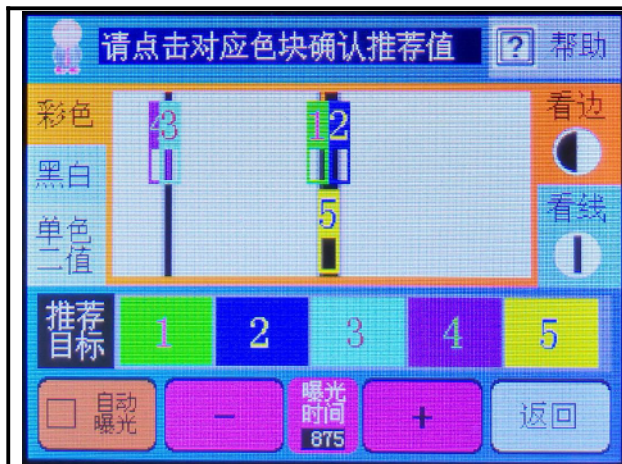 请点击对应色块确认推荐值 ? 帮助
彩色
黑白
单色
二值
4 3 1 2
5
看边
看线
推荐
目标
1 2 3 4 5
自动
曝光
-
曝光
时间
875
+
返回